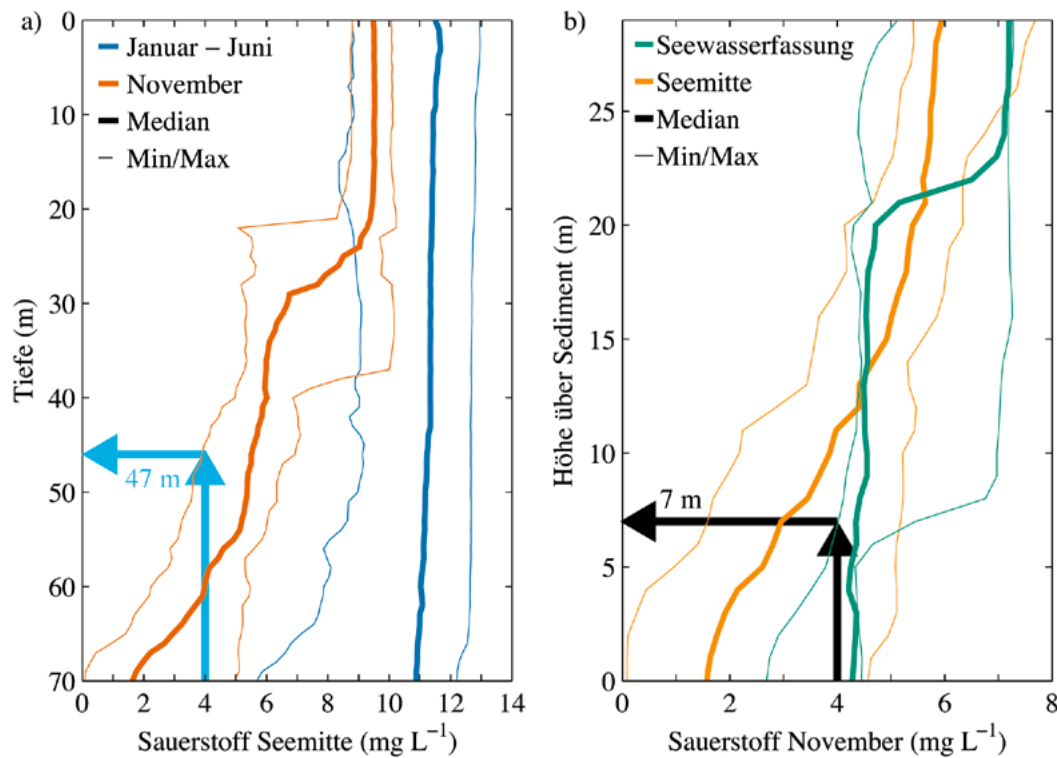 a)
Januar – Juni
November
Median
Min/Max
47 m
0
10
20
30
40
50
60
70
Tiefe (m)
0 2 4 6 8 10 12 14
Sauerstoff Seemitte (mg L⁻¹)
b)
Seewasserfassung
Seemitte
Median
Min/Max
7 m
25
20
15
10
5
0
Höhe über Sediment (m)
0 2 4 6 8
Sauerstoff November (mg L⁻¹)